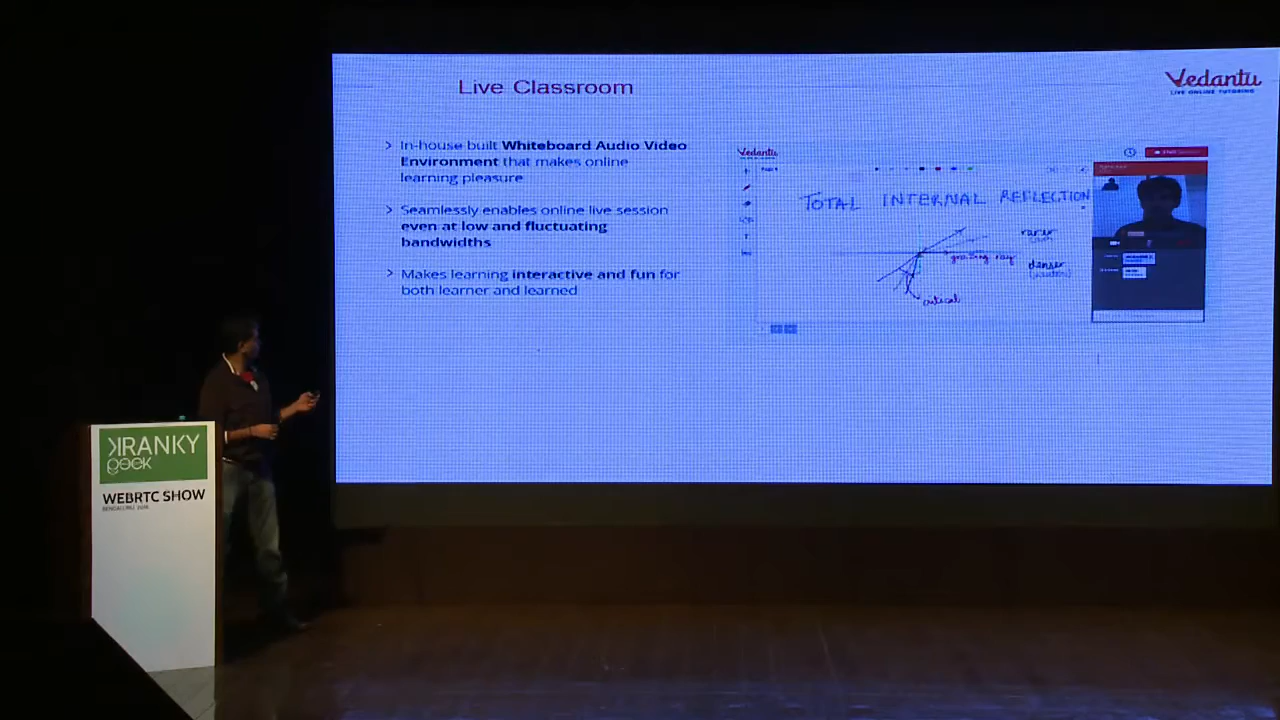 Live Classroom
Vedantu
LIVE ONLINE TUTORING
In-house built Whiteboard Audio Video
Environment that makes online
learning pleasure
Seamlessly enables online live session
even at low and fluctuating
bandwidths
Makes learning interactive and fun for
both learner and learned
Vedantu
TOTAL INTERNAL REFLECTION
rarer
grazing ray
denser
critical
KRANKY
geek
WEBRTC SHOW